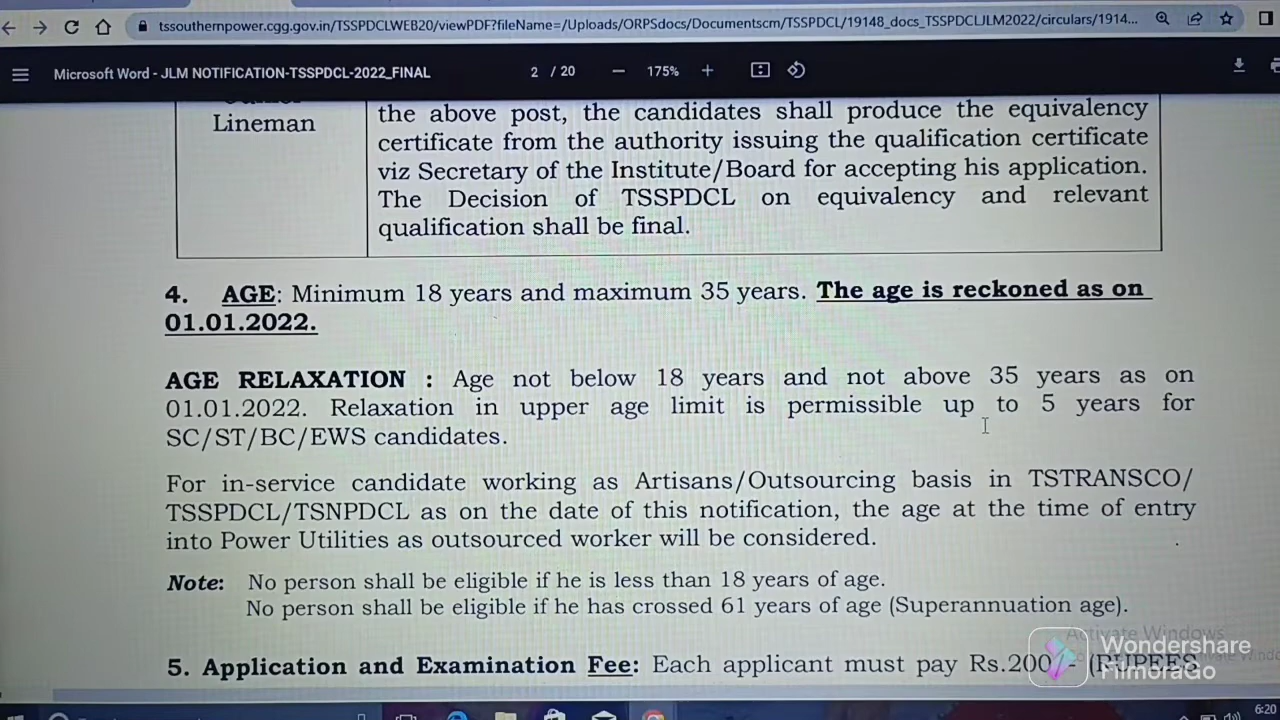 tssouthernpower.cgg.gov.in/TSSPDCLWEB20/viewPDF?fileName=/Uploads/ORPSdocs/Documentscm/TSSPDCL/19148_docs_TSSPDCLJLM2022/circulars/1914...
Microsoft Word - JLM NOTIFICATION-TSSPDCL-2022_FINAL 2 / 20 — 175% +
the above post, the candidates shall produce the equivalency
Lineman certificate from the authority issuing the qualification certificate
viz Secretary of the Institute/Board for accepting his application.
The Decision of TSSPDCL on equivalency and relevant
qualification shall be final.
4. AGE: Minimum 18 years and maximum 35 years. The age is reckoned as on
01.01.2022.
AGE RELAXATION : Age not below 18 years and not above 35 years as on
01.01.2022. Relaxation in upper age limit is permissible up to 5 years for
SC/ST/BC/EWS candidates.
For in-service candidate working as Artisans/Outsourcing basis in TSTRANSCO/
TSSPDCL/TSNPDCL as on the date of this notification, the age at the time of entry
into Power Utilities as outsourced worker will be considered.
Note: No person shall be eligible if he is less than 18 years of age.
No person shall be eligible if he has crossed 61 years of age (Superannuation age).
Activate Windows
Wondershare
FilmoraGo
5. Application and Examination Fee: Each applicant must pay Rs.200/- (RUPEES
6:20